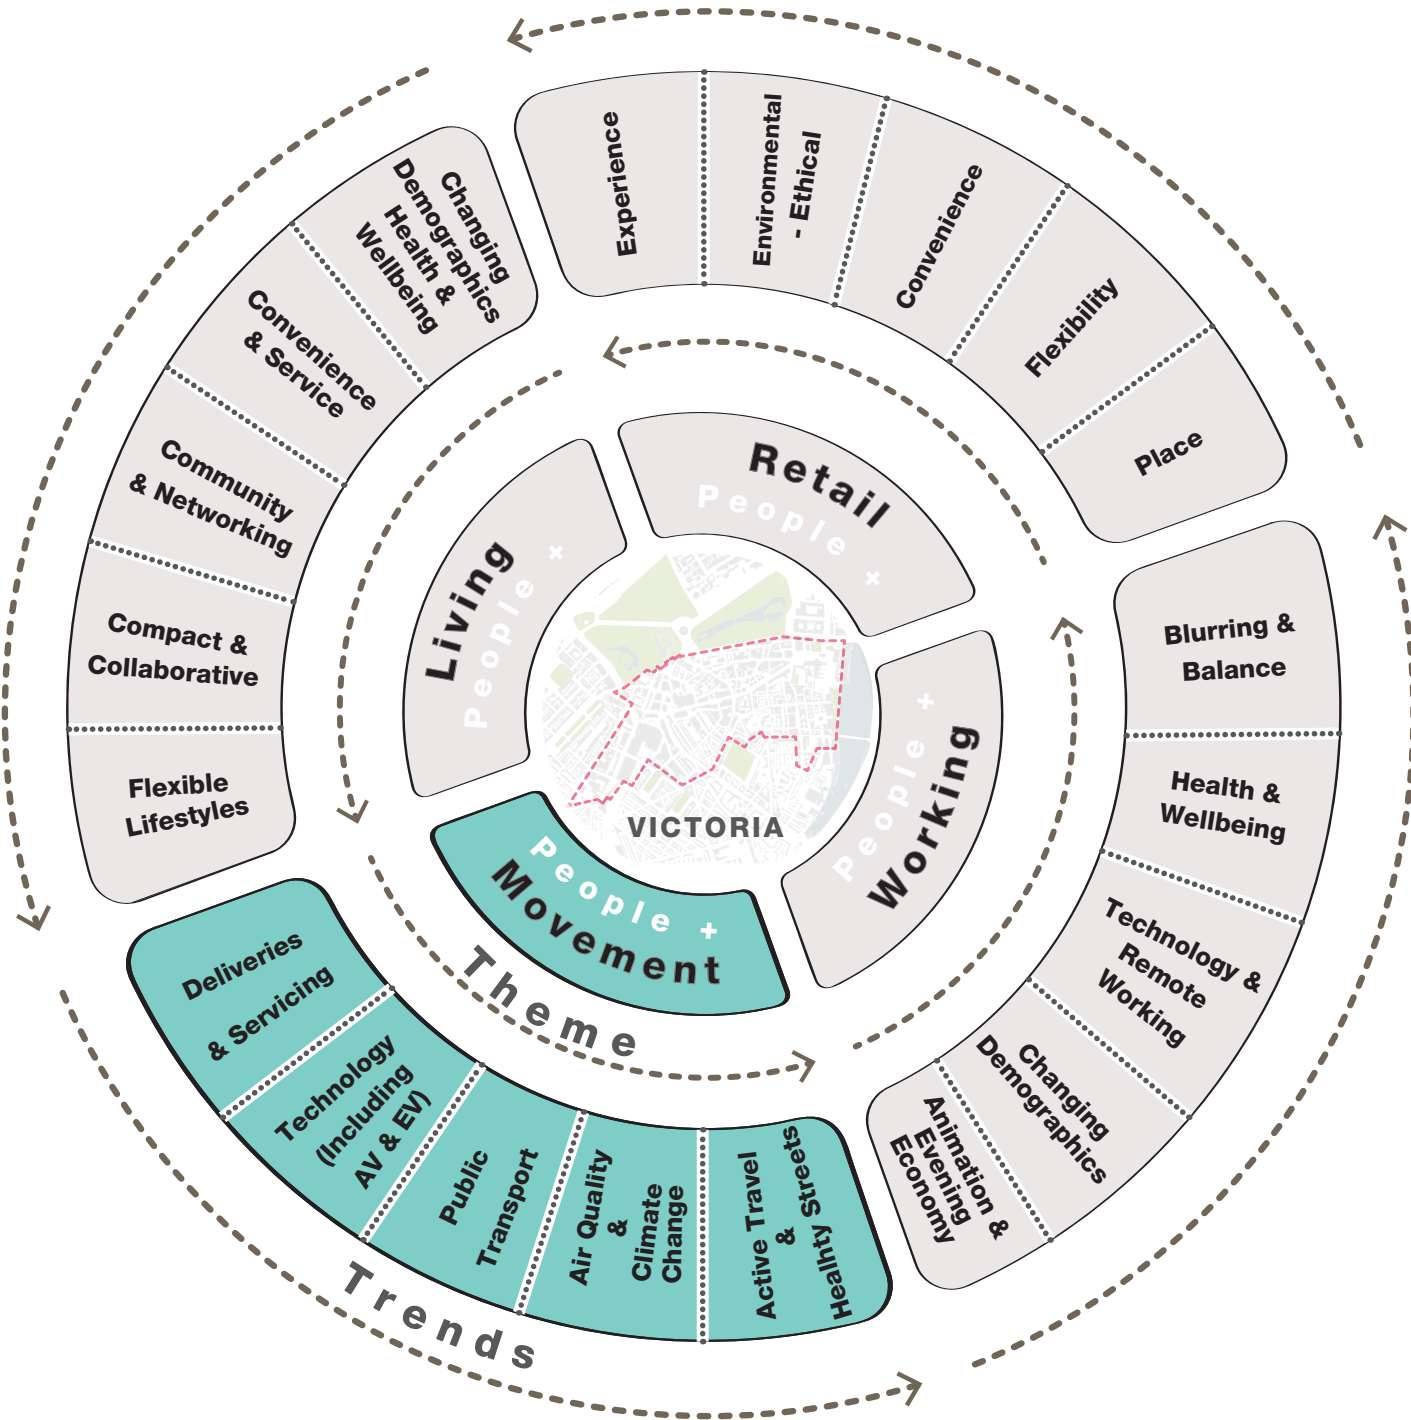 Experience
Environmental
- Ethical
Convenience
Flexibility
Place
Blurring &
Balance
Health &
Wellbeing
Technology &
Remote
Working
Changing
Demographics
Animation &
Evening
Economy
Active Travel
&
Healhty Streets
Air Quality
&
Climate
Change
Public
Transport
Technology
(Including
AV & EV)
Deliveries
& Servicing
Flexible
Lifestyles
Compact &
Collaborative
Community
& Networking
Convenience
& Service
Changing
Demographics
Health &
Wellbeing
Retail
People +
Living
People +
People +
Working
People +
Movement
VICTORIA
Theme
Trends